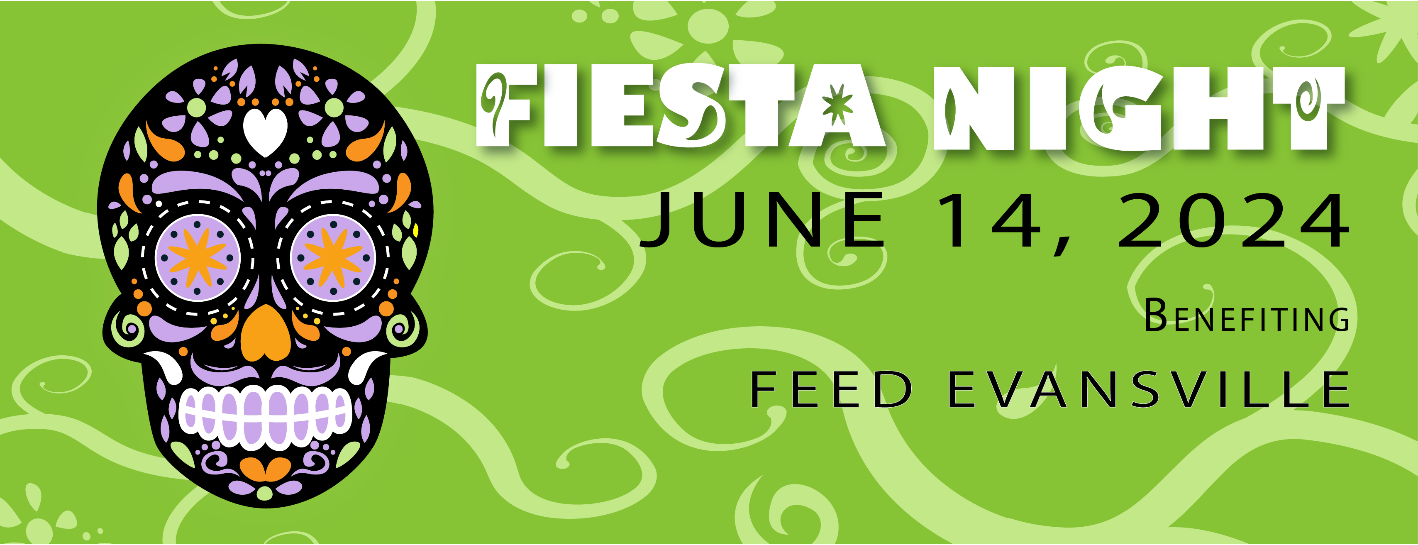 FIESTA NIGHT
JUNE 14, 2024
Benefiting
FEED EVANSVILLE